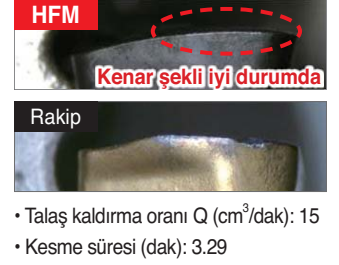 HFM
Kenar şekli iyi durumda
Rakip
• Talaş kaldırma oranı Q (cm³/dak): 15
• Kesme süresi (dak): 3.29